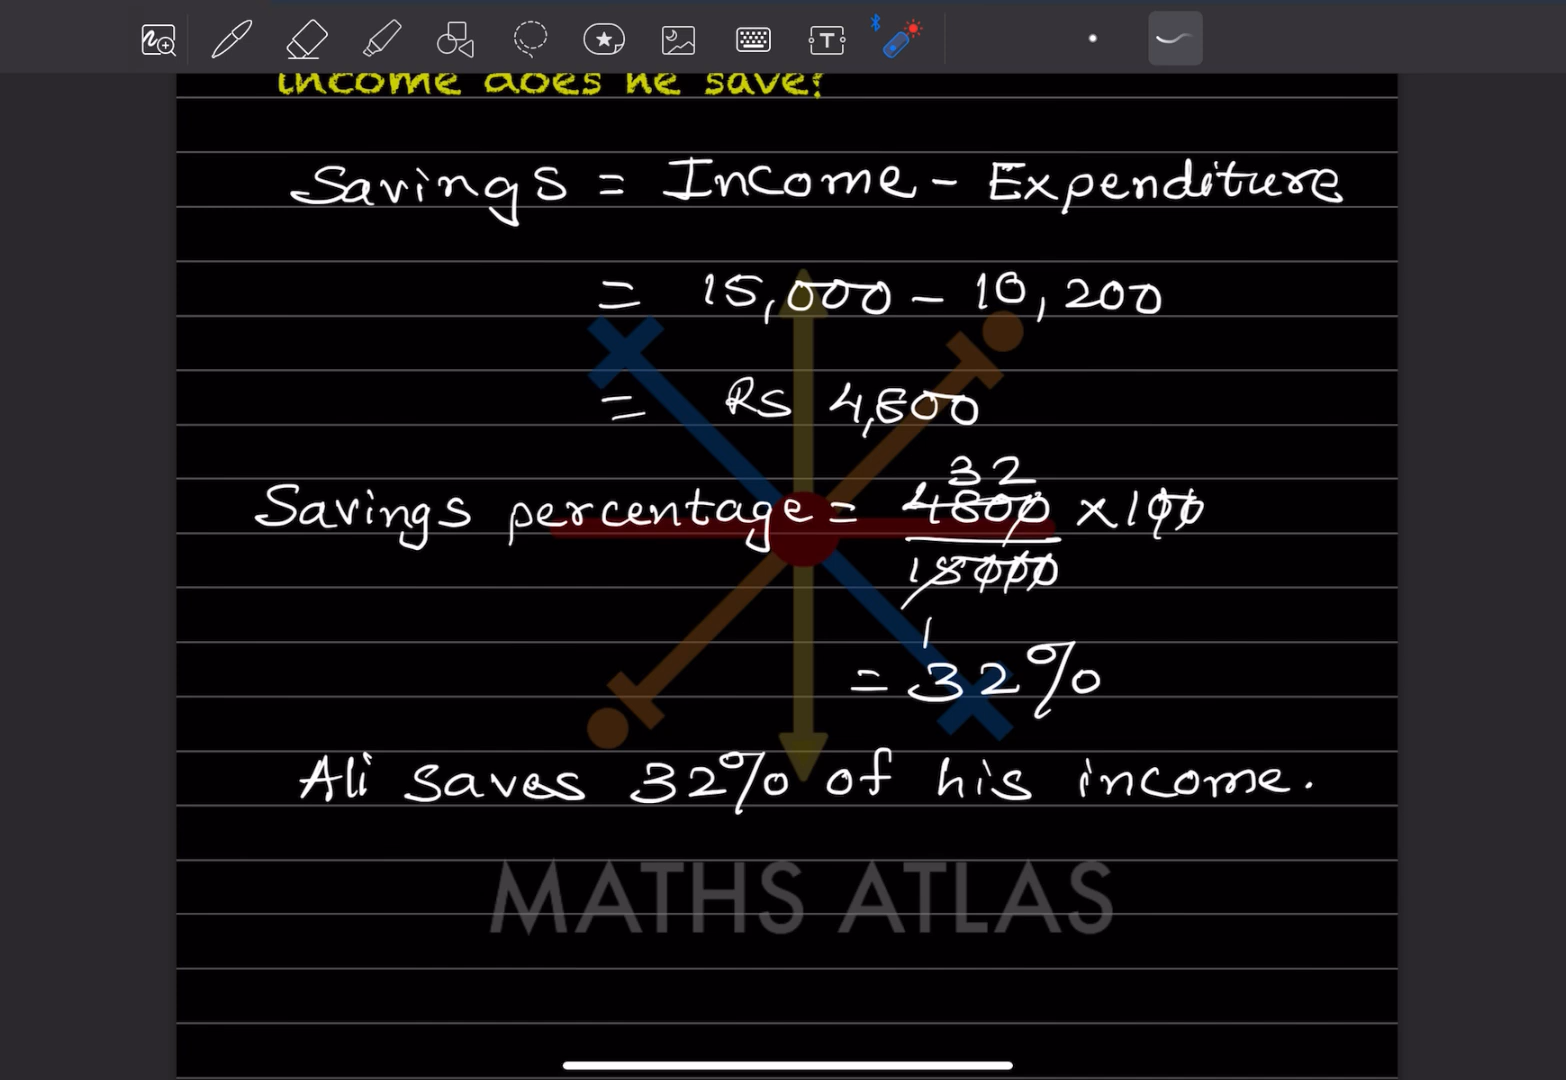 income does he save?
Savings = Income - Expenditure
= 15,000 - 10,200
= Rs 4,800
32
Savings percentage = 4800 × 100
15000
1
= 32%
Ali saves 32% of his income.
MATHS ATLAS